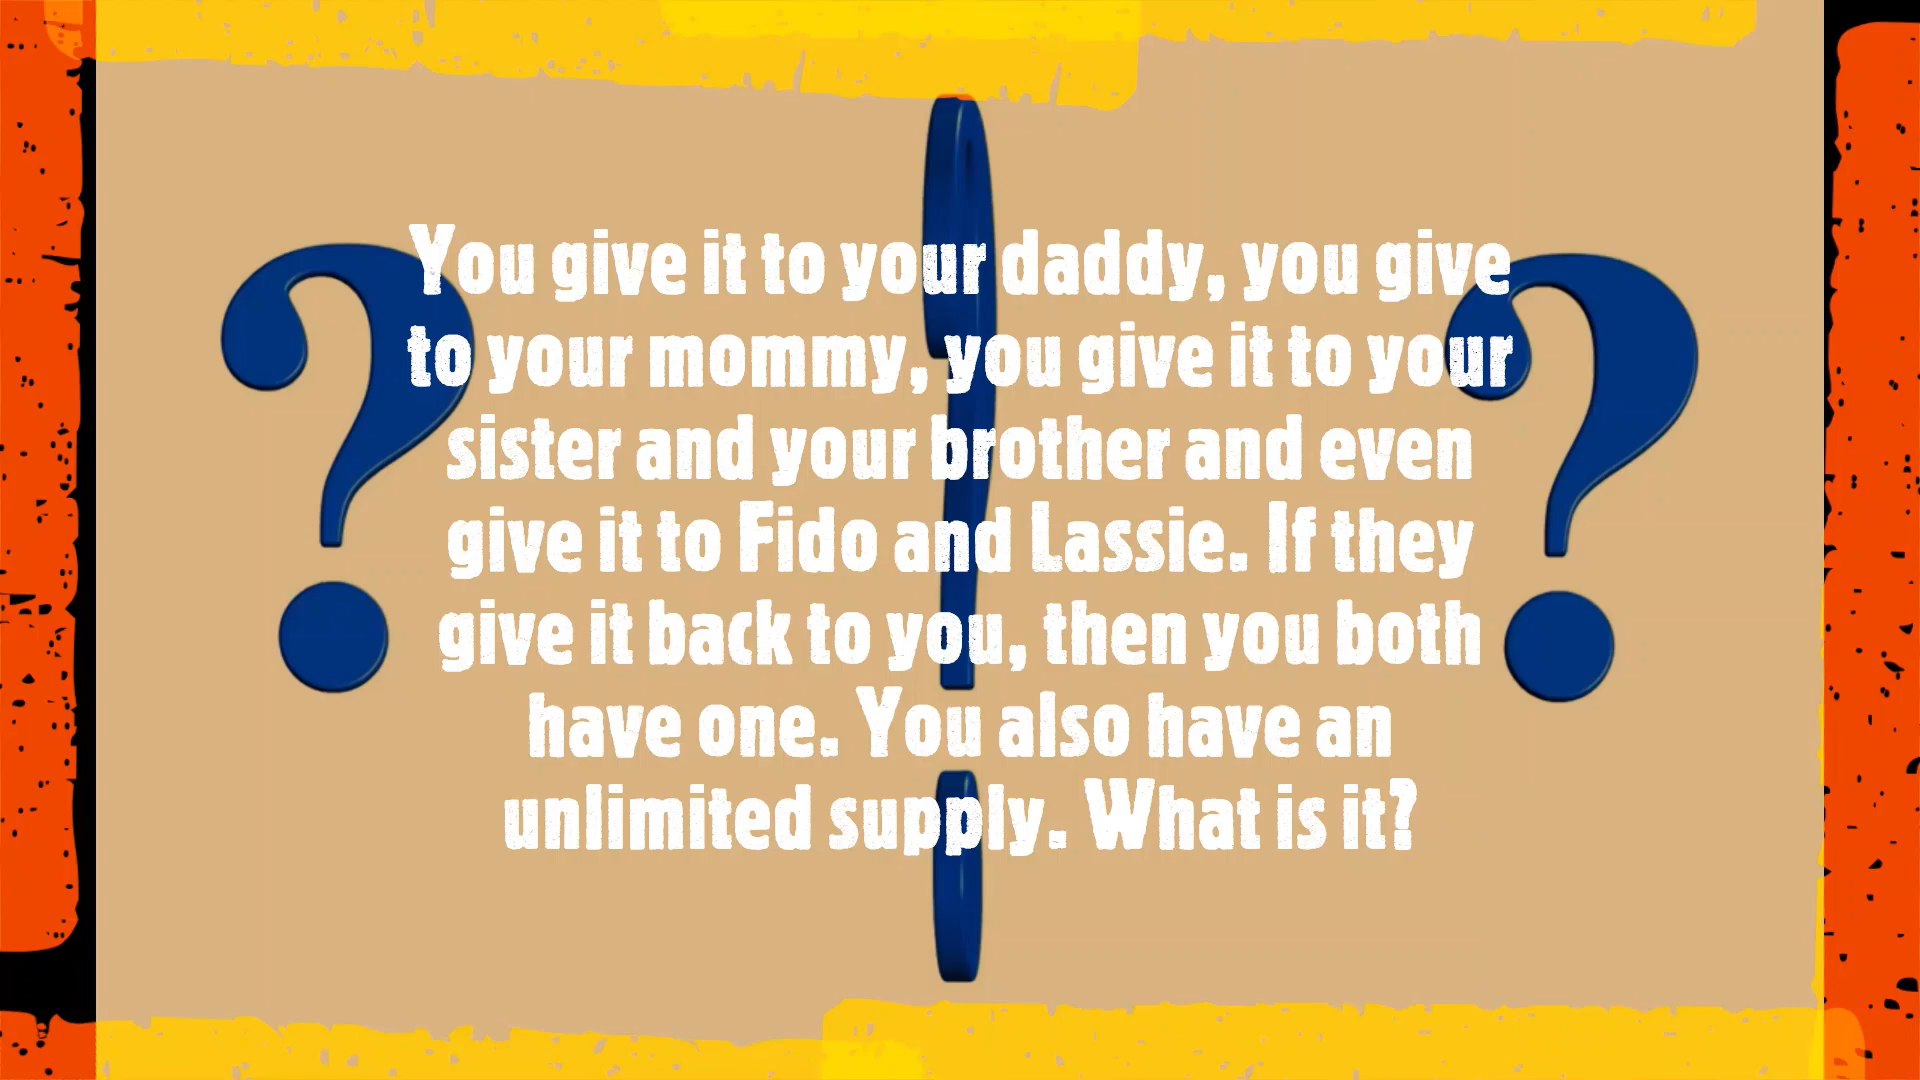 You give it to your daddy, you give
to your mommy, you give it to your
sister and your brother and even
give it to Fido and Lassie. If they
give it back to you, then you both
have one. You also have an
unlimited supply. What is it?